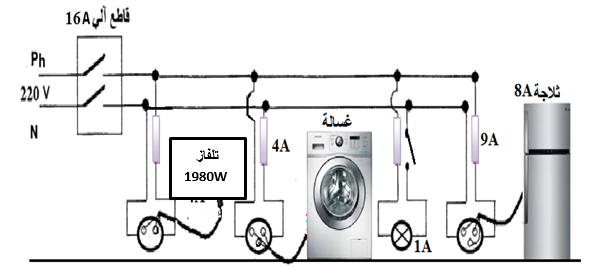 قاطع آلي 16A
Ph
220 V
N
تلفاز
1980W
4A
غسالة
1A
9A
ثلاجة 8A